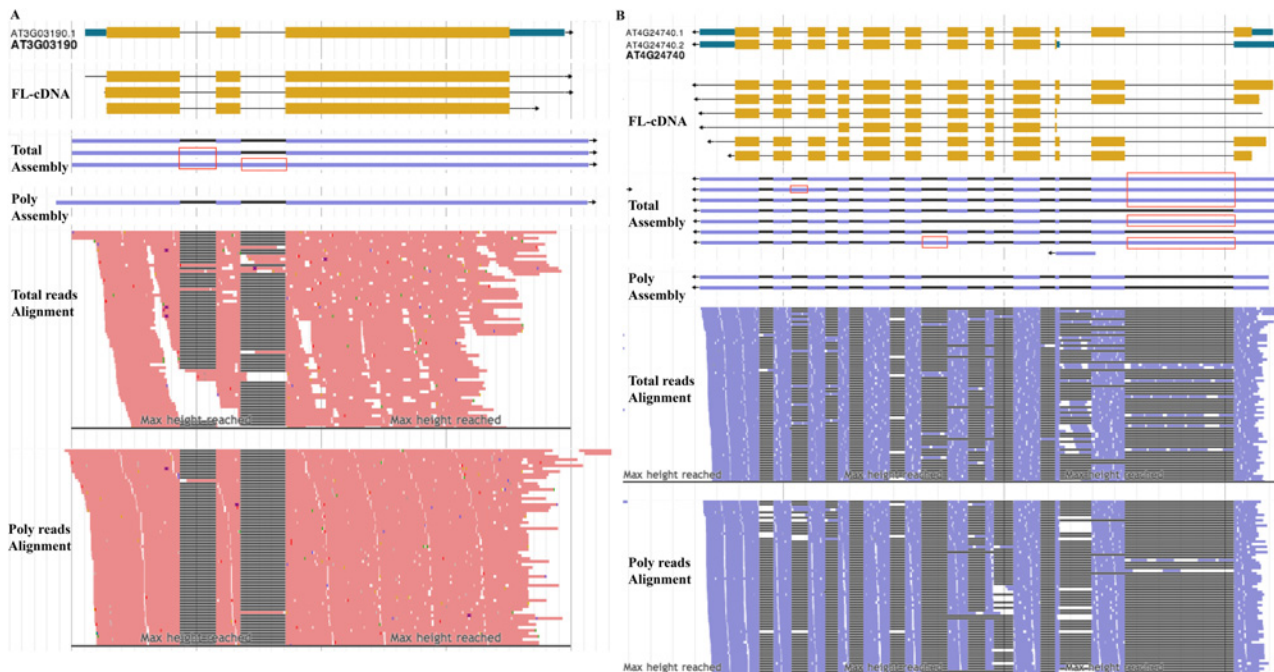 A
AT3G03190.1
AT3G03190
FL-cDNA
Total
Assembly
Poly
Assembly
Total reads
Alignment
Max height reached
Max height reached
Poly reads
Alignment
Max height reached
Max height reached
B
AT4G24740.1
AT4G24740.2
AT4G24740
FL-cDNA
Total
Assembly
Poly
Assembly
Total reads
Alignment
Max height reached
Max height reached
Max height reached
Poly reads
Alignment
Max height reached
Max height reached
Max height reached